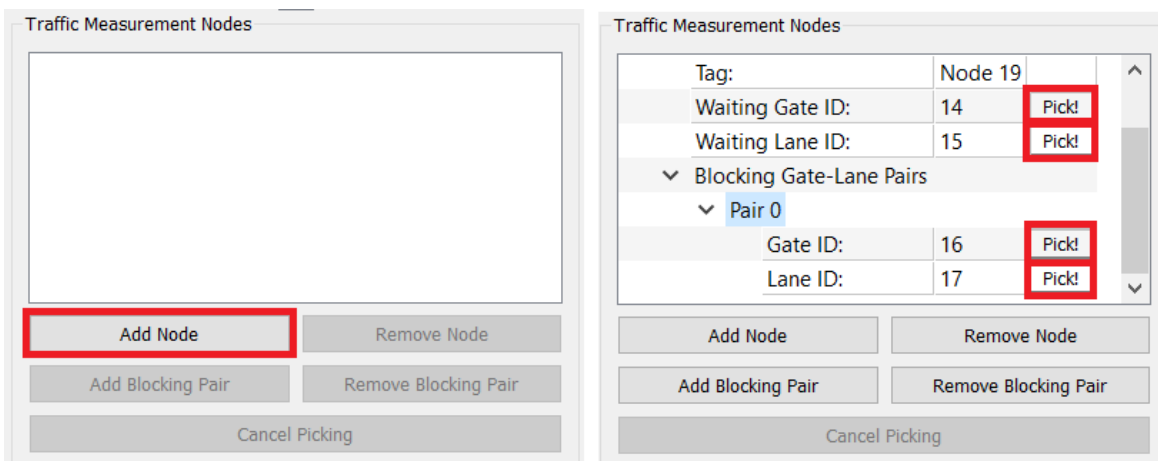 Traffic Measurement Nodes
Add Node Remove Node
Add Blocking Pair Remove Blocking Pair
Cancel Picking
Traffic Measurement Nodes
Tag: Node 19
Waiting Gate ID: 14 Pick!
Waiting Lane ID: 15 Pick!
Blocking Gate-Lane Pairs
Pair 0
Gate ID: 16 Pick!
Lane ID: 17 Pick!
Add Node Remove Node
Add Blocking Pair Remove Blocking Pair
Cancel Picking